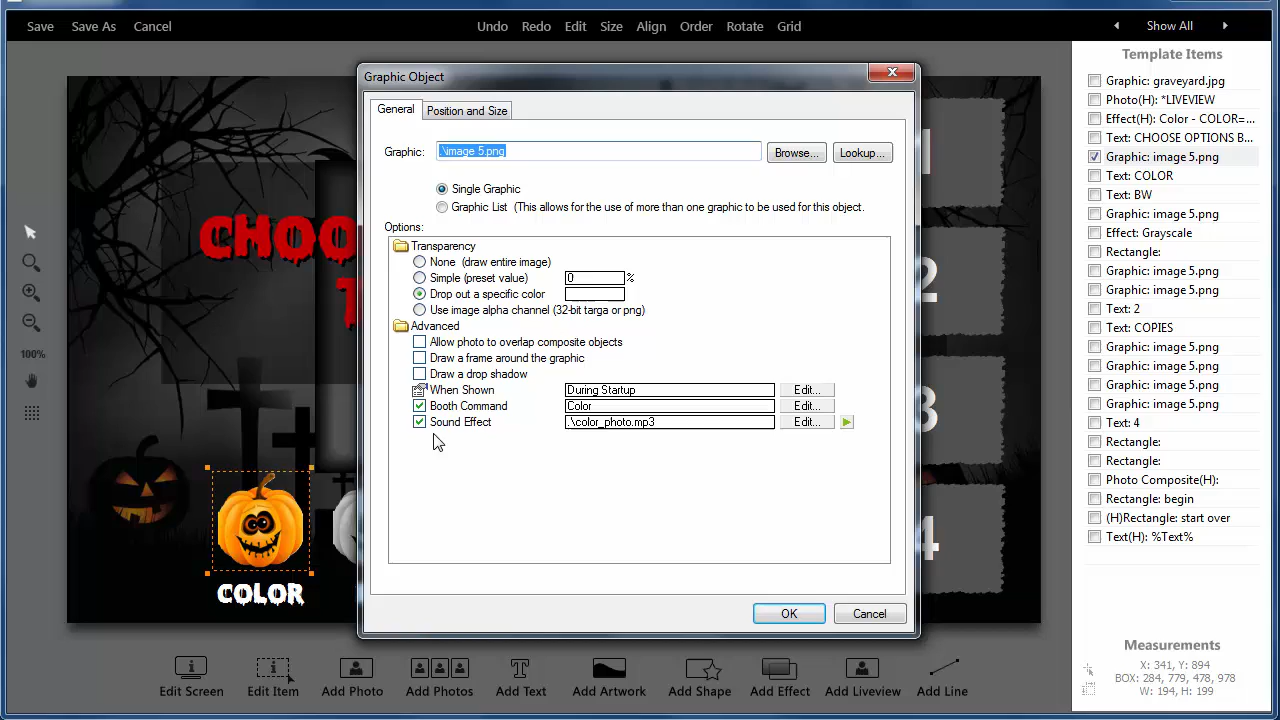 Save Save As Cancel Undo Redo Edit Size Align Order Rotate Grid Show All
Template Items
Graphic: graveyard.jpg
Photo(H): *LIVEVIEW
Effect(H): Color - COLOR=...
Text: CHOOSE OPTIONS B...
Graphic: image 5.png
Text: COLOR
Text: BW
Graphic: image 5.png
Effect: Grayscale
Rectangle:
Graphic: image 5.png
Graphic: image 5.png
Text: 2
Text: COPIES
Graphic: image 5.png
Graphic: image 5.png
Graphic: image 5.png
Graphic: image 5.png
Text: 4
Rectangle:
Rectangle:
Photo Composite(H):
Rectangle: begin
(H)Rectangle: start over
Text(H): %Text%
Measurements
X: 341, Y: 894
BOX: 284, 779, 478, 978
W: 194, H: 199
100%
CHOO
T
COLOR
2
3
4
Graphic Object
General Position and Size
Graphic: .\image 5.png Browse... Lookup...
Single Graphic
Graphic List (This allows for the use of more than one graphic to be used for this object.
Options:
Transparency
None (draw entire image)
Simple (preset value) 0 %
Drop out a specific color
Use image alpha channel (32-bit targa or png)
Advanced
Allow photo to overlap composite objects
Draw a frame around the graphic
Draw a drop shadow
When Shown During Startup Edit...
Booth Command Color Edit...
Sound Effect .\color_photo.mp3 Edit...
OK Cancel
Edit Screen Edit Item Add Photo Add Photos Add Text Add Artwork Add Shape Add Effect Add Liveview Add Line